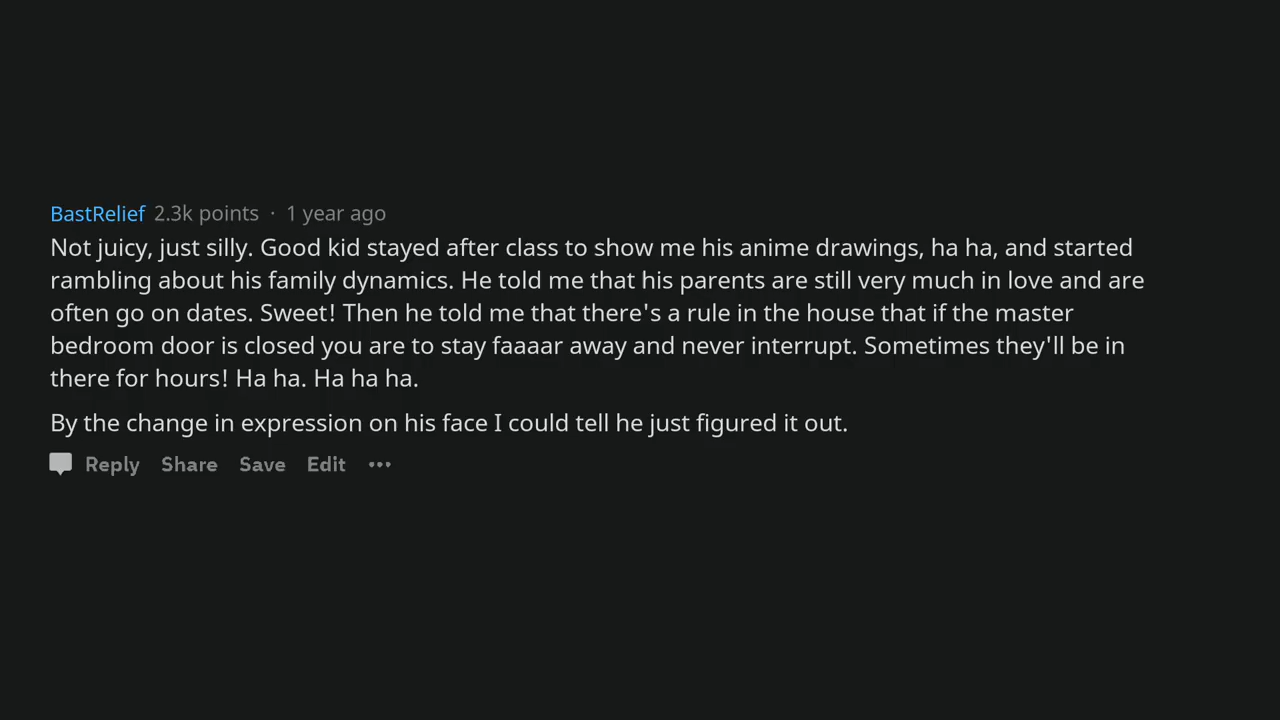 BastRelief 2.3k points · 1 year ago
Not juicy, just silly. Good kid stayed after class to show me his anime drawings, ha ha, and started
rambling about his family dynamics. He told me that his parents are still very much in love and are
often go on dates. Sweet! Then he told me that there's a rule in the house that if the master
bedroom door is closed you are to stay faaaar away and never interrupt. Sometimes they'll be in
there for hours! Ha ha. Ha ha ha.
By the change in expression on his face I could tell he just figured it out.
Reply Share Save Edit •••